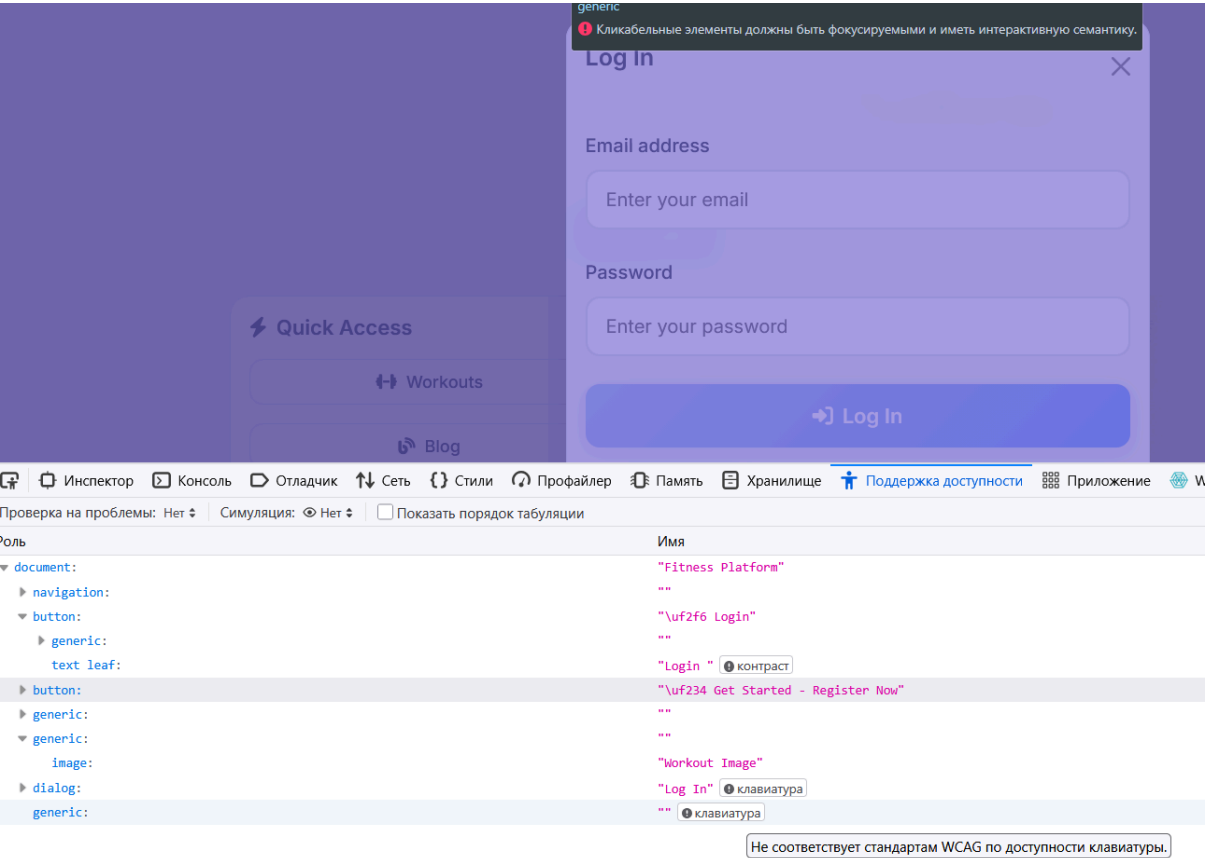 generic
Кликабельные элементы должны быть фокусируемыми и иметь интерактивную семантику.
Log In
Email address
Enter your email
Password
Enter your password
Quick Access
Workouts
Log In
Blog
Инспектор Консоль Отладчик Сеть Стили Профайлер Память Хранилище Поддержка доступности Приложение
Проверка на проблемы: Нет Симуляция: Нет Показать порядок табуляции
Роль Имя
document: "Fitness Platform"
navigation: ""
button: "\uf2f6 Login"
generic: ""
text leaf: "Login " контраст
button: "\uf234 Get Started - Register Now"
generic: ""
generic: ""
image: "Workout Image"
dialog: "Log In" клавиатура
generic: "" клавиатура
Не соответствует стандартам WCAG по доступности клавиатуры.